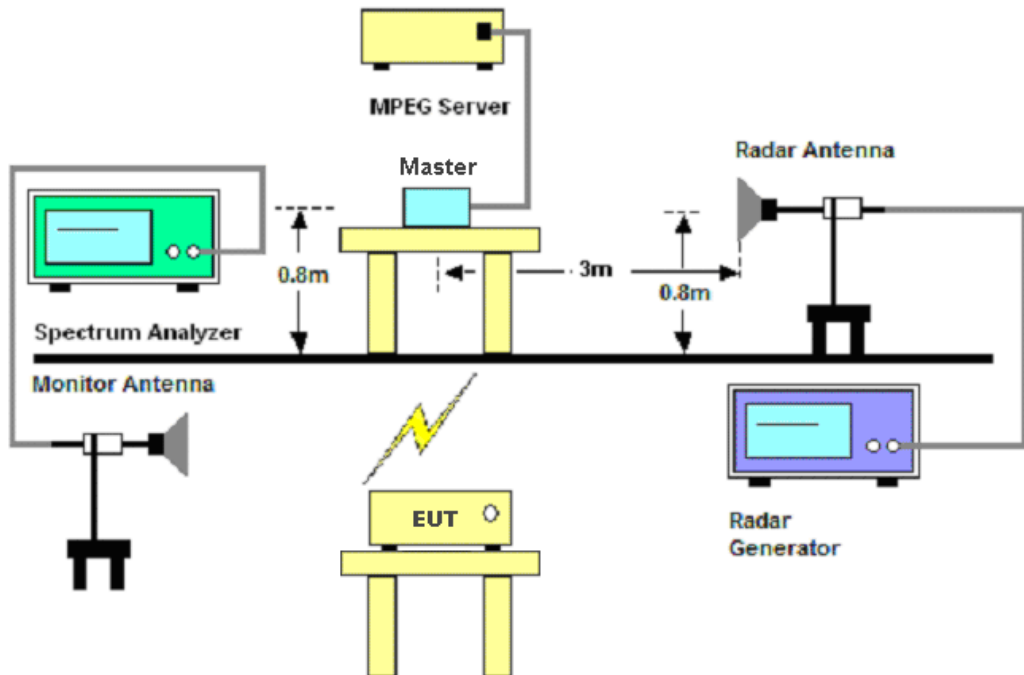 MPEG Server
Master
Radar Antenna
0.8m
3m
0.8m
Spectrum Analyzer
Monitor Antenna
EUT
Radar
Generator